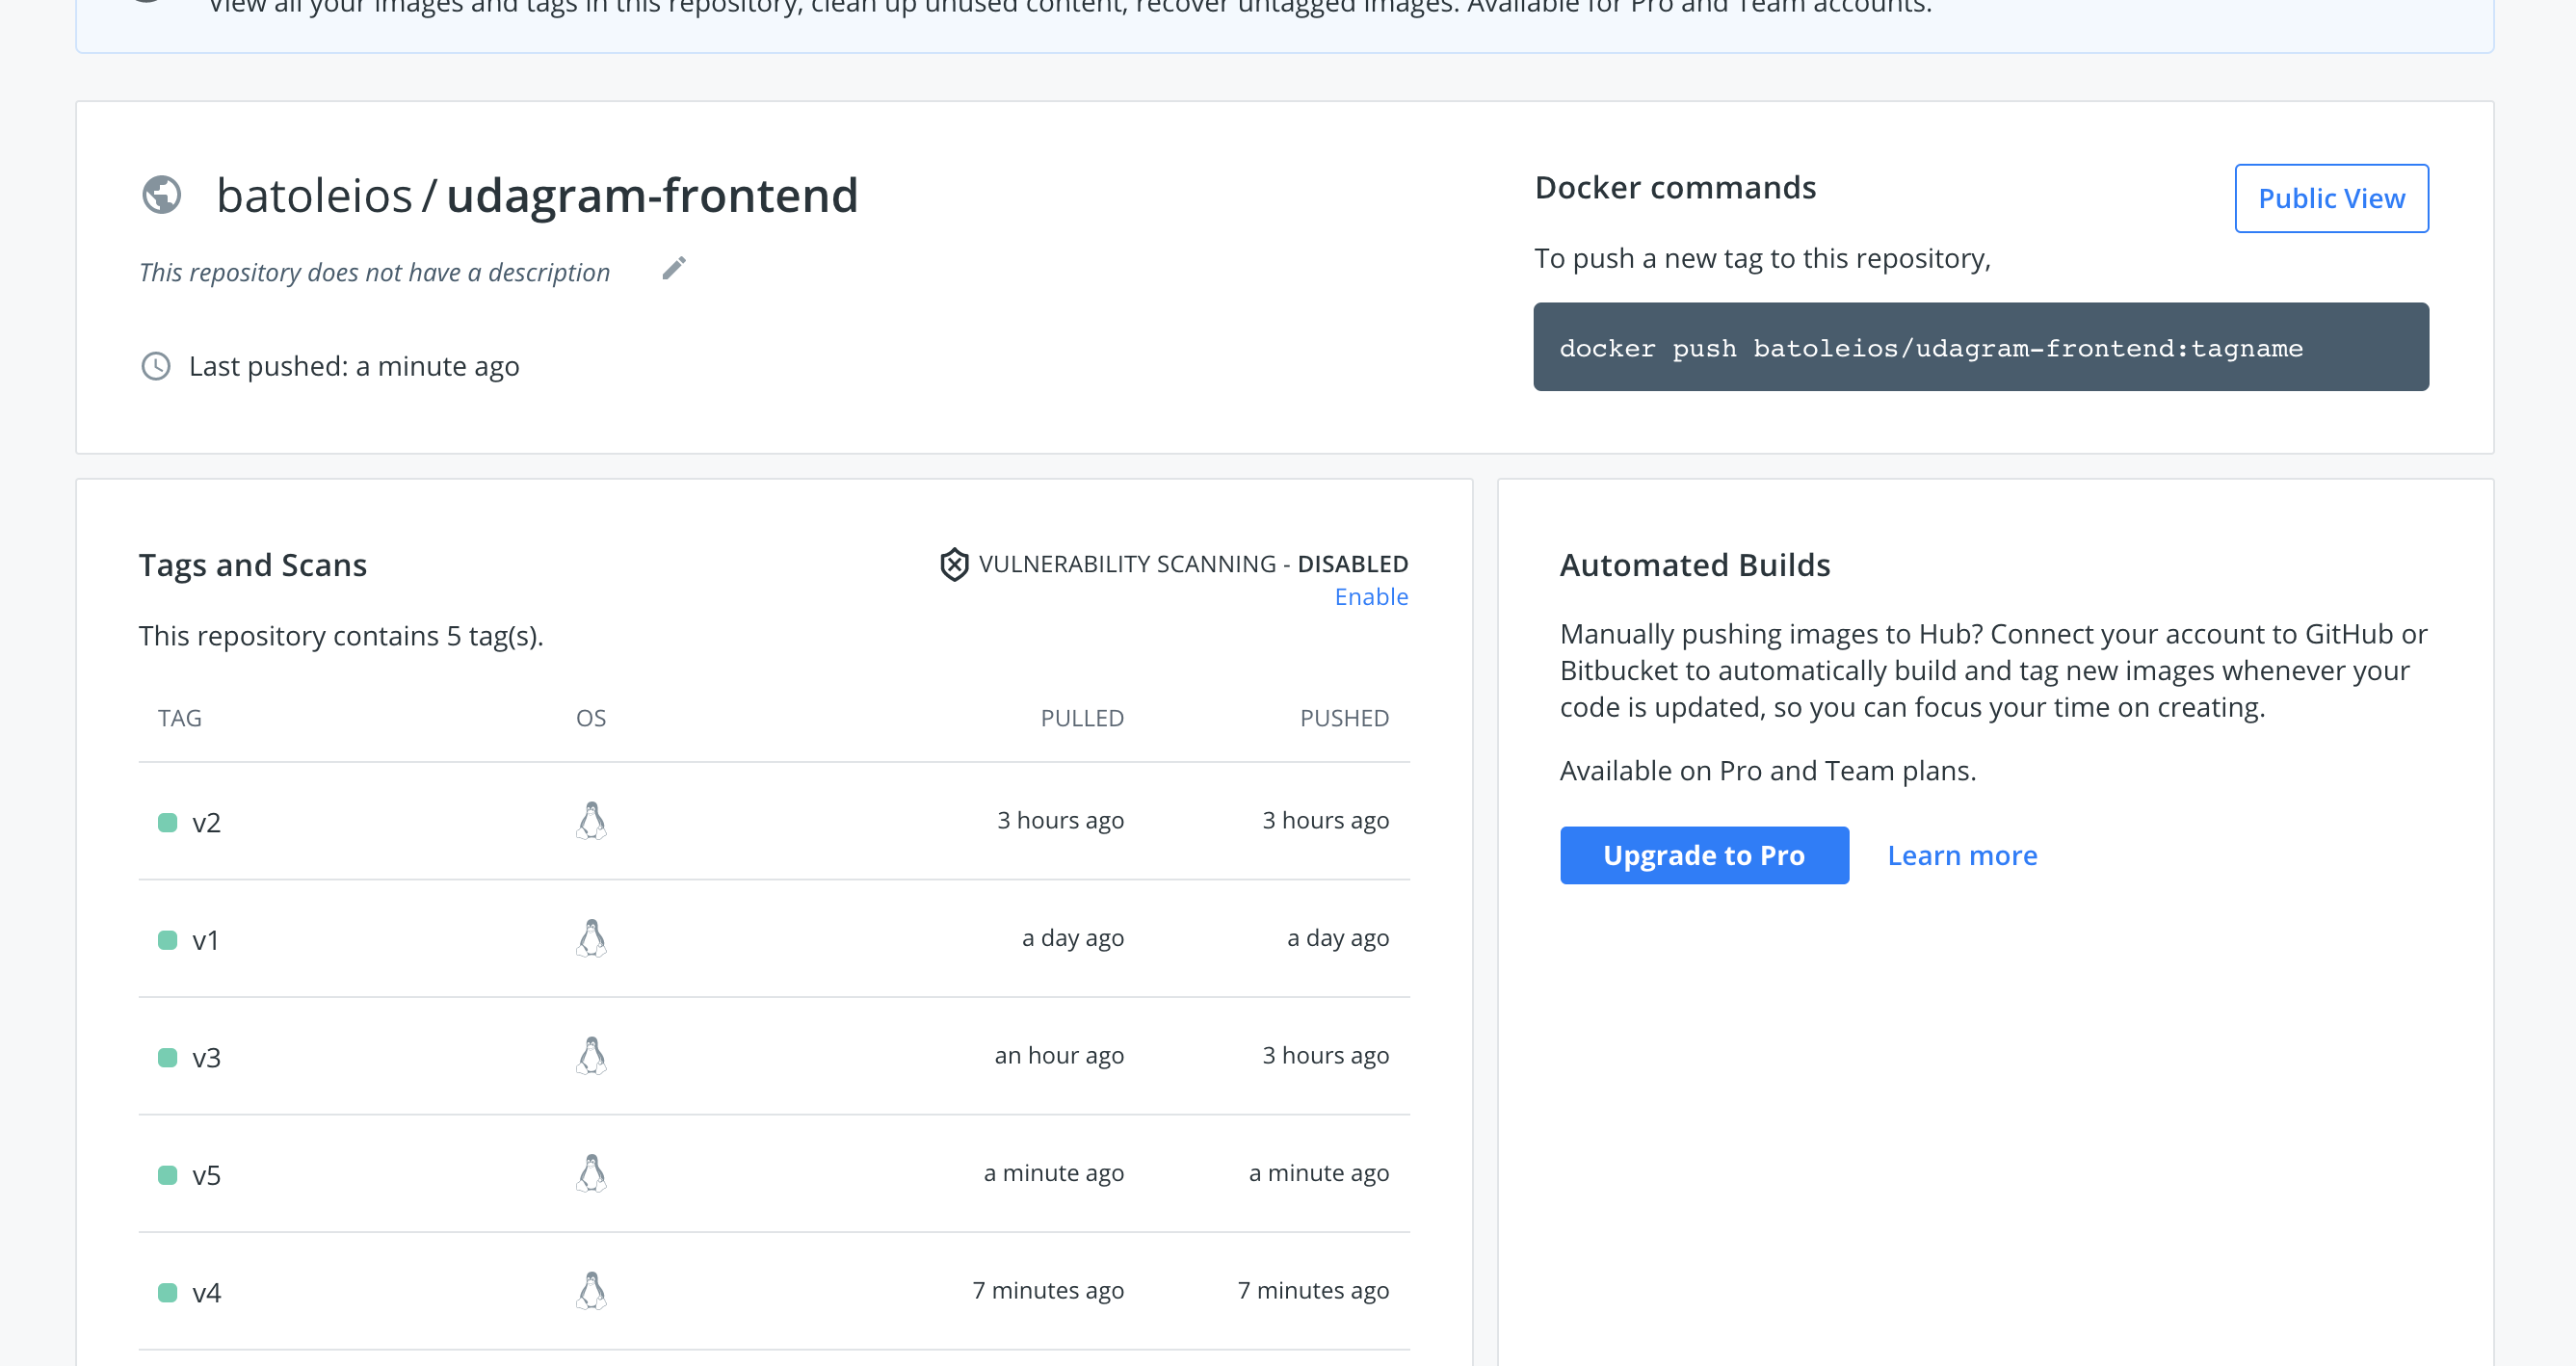 View all your images and tags in this repository, clean up unused content, recover untagged images. Available for Pro and Team accounts.
batoleios / udagram-frontend
This repository does not have a description
Last pushed: a minute ago
Docker commands
Public View
To push a new tag to this repository,
docker push batoleios/udagram-frontend:tagname
Tags and Scans
VULNERABILITY SCANNING - DISABLED
Enable
This repository contains 5 tag(s).
TAG OS PULLED PUSHED
v2 3 hours ago 3 hours ago
v1 a day ago a day ago
v3 an hour ago 3 hours ago
v5 a minute ago a minute ago
v4 7 minutes ago 7 minutes ago
Automated Builds
Manually pushing images to Hub? Connect your account to GitHub or
Bitbucket to automatically build and tag new images whenever your
code is updated, so you can focus your time on creating.
Available on Pro and Team plans.
Upgrade to Pro Learn more